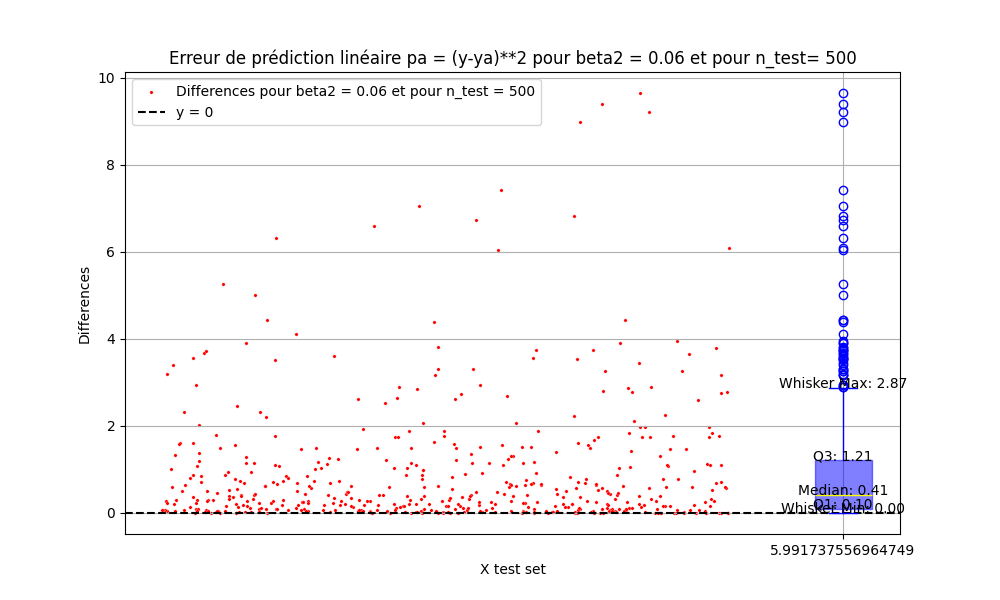 Erreur de prédiction linéaire pa = (y-ya)**2 pour beta2 = 0.06 et pour n_test= 500
Differences pour beta2 = 0.06 et pour n_test = 500
y = 0
10
8
6
4
2
0
Differences
Whisker Max: 2.87
Q3: 1.21
Median: 0.41
Q1: 0.10
Whisker Min: 0.00
5.991737556964749
X test set